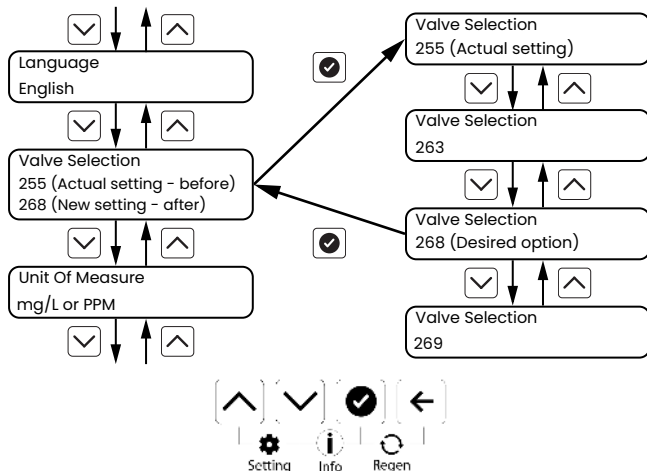 Language
English
Valve Selection
255 (Actual setting - before)
268 (New setting - after)
Unit Of Measure
mg/L or PPM
Valve Selection
255 (Actual setting)
Valve Selection
263
Valve Selection
268 (Desired option)
Valve Selection
269
Setting Info Regen